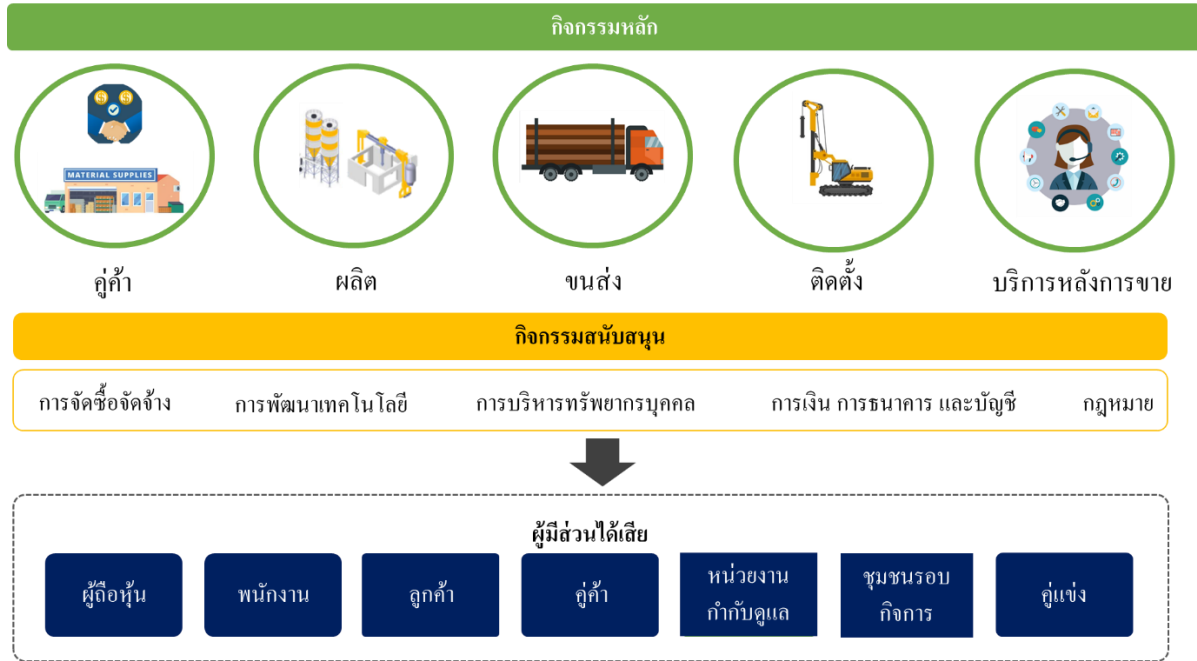 กิจกรรมหลัก
MATERIAL SUPPLIES
คู่ค้า
ผลิต
ขนส่ง
ติดตั้ง
บริการหลังการขาย
กิจกรรมสนับสนุน
การจัดซื้อจัดจ้าง
การพัฒนาเทคโนโลยี
การบริหารทรัพยากรบุคคล
การเงิน การธนาคาร และบัญชี
กฎหมาย
ผู้มีส่วนได้เสีย
ผู้ถือหุ้น
พนักงาน
ลูกค้า
คู่ค้า
หน่วยงาน
กำกับดูแล
ชุมชนรอบ
กิจการ
คู่แข่ง